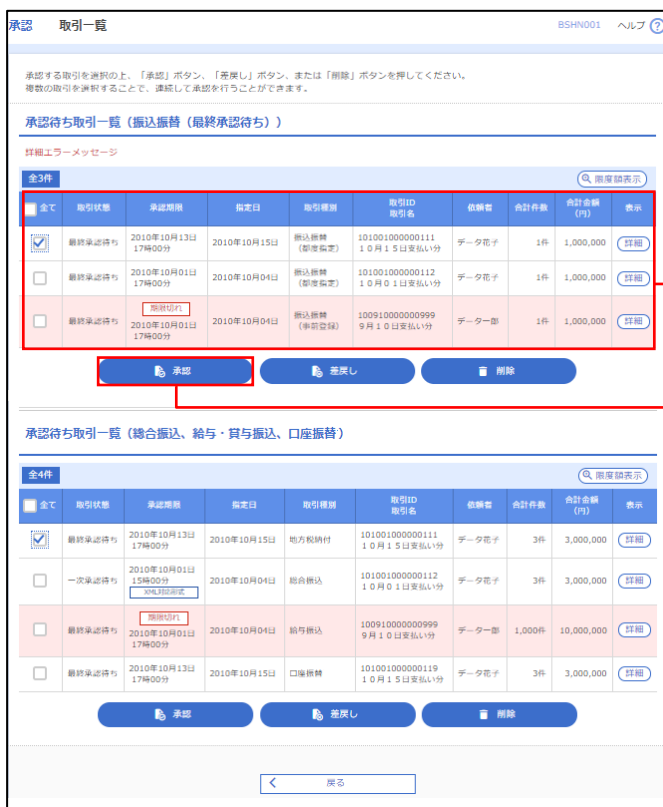 承認 取引一覧 BSHN001 ヘルプ ?
承認する取引を選択の上、「承認」ボタン、「差戻し」ボタン、または「削除」ボタンを押してください。
複数の取引を選択することで、連続して承認を行うことができます。
承認待ち取引一覧（振込振替（最終承認待ち））
詳細エラーメッセージ
全3件 限度額表示
全て 取引状態 承認期限 指定日 取引種別 取引ID 取引名 依頼者 合計件数 合計金額(円) 表示
最終承認待ち 2010年10月13日 17時00分 2010年10月15日 振込振替（都度指定） 101001000000111 １０月１５日支払い分 データ花子 1件 1,000,000 詳細
最終承認待ち 2010年10月01日 17時00分 2010年10月04日 振込振替（都度指定） 101001000000112 １０月０１日支払い分 データ花子 1件 1,000,000 詳細
最終承認待ち 期限切れ 2010年10月01日 17時00分 2010年10月04日 振込振替（事前登録） 100910000000999 ９月１０日支払い分 データ一郎 1件 1,000,000 詳細
承認 差戻し 削除
承認待ち取引一覧（総合振込、給与・賞与振込、口座振替）
全4件 限度額表示
全て 取引状態 承認期限 指定日 取引種別 取引ID 取引名 依頼者 合計件数 合計金額(円) 表示
最終承認待ち 2010年10月13日 17時00分 2010年10月15日 地方税納付 101001000000111 １０月１５日支払い分 データ花子 3件 3,000,000 詳細
一次承認待ち 2010年10月01日 15時00分 XML対応形式 2010年10月04日 総合振込 101001000000112 １０月０１日支払い分 データ花子 3件 3,000,000 詳細
最終承認待ち 期限切れ 2010年10月01日 17時00分 2010年10月04日 給与振込 100910000000999 ９月１０日支払い分 データ一郎 1,000件 10,000,000 詳細
最終承認待ち 2010年10月13日 17時00分 2010年10月15日 口座振替 101001000000119 １０月１５日支払い分 データ花子 3件 3,000,000 詳細
承認 差戻し 削除
戻る